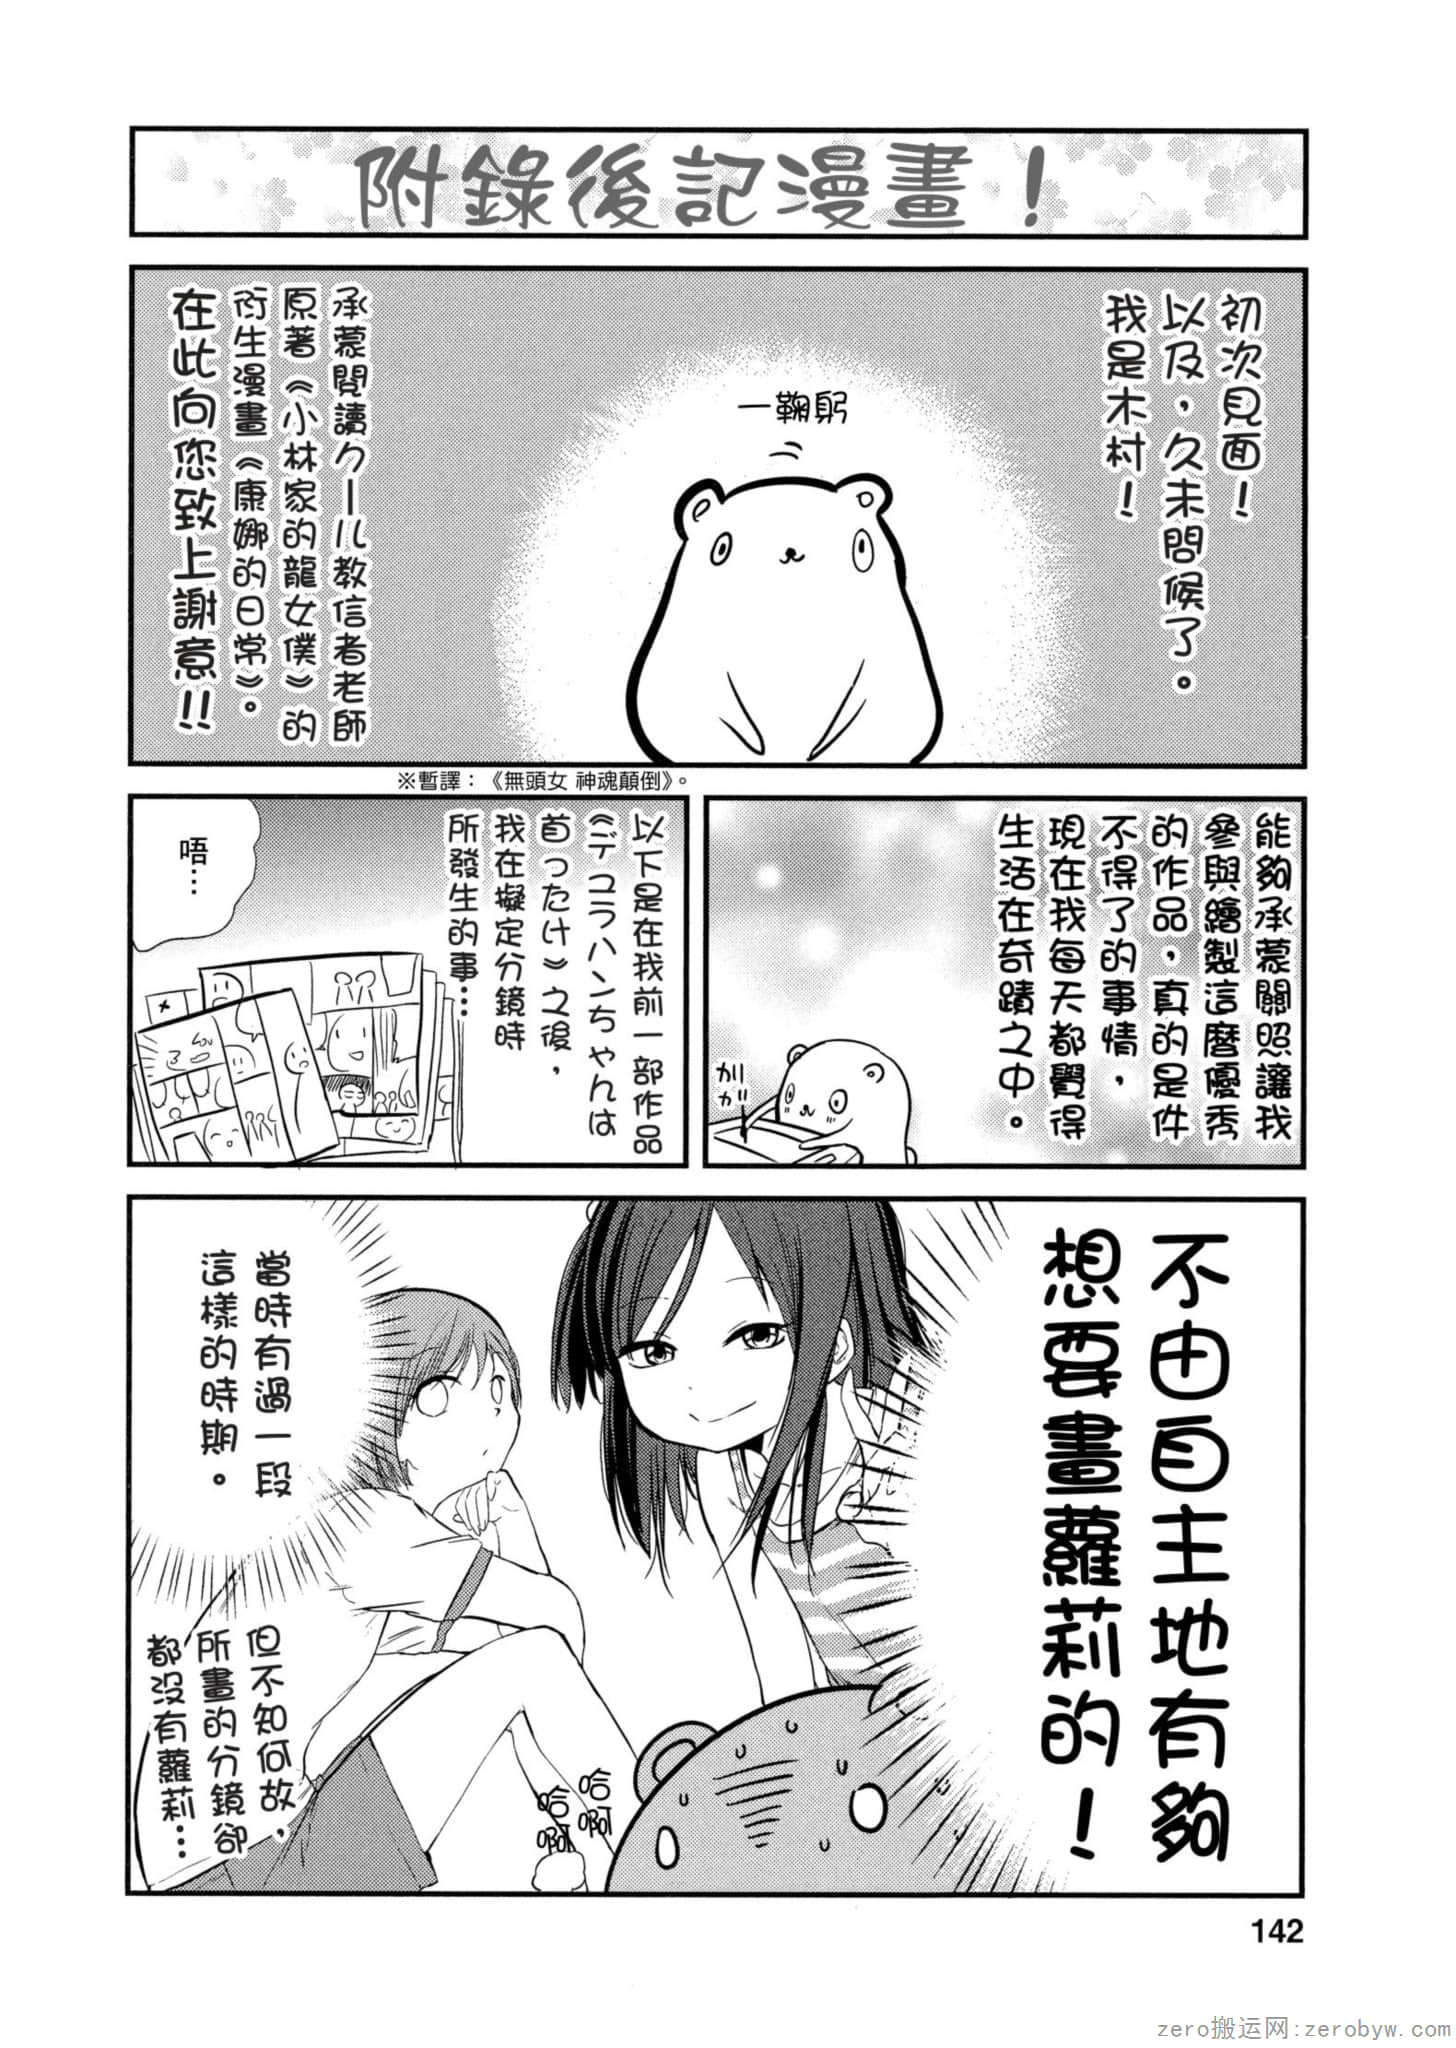 附錄後記漫畫！
初次見面！
以及，久未問候了。
我是木村！
一鞠躬
承蒙閱讀クール教信者老師
原著《小林家的龍女僕》的
衍生漫畫《康娜的日常》。
在此向您致上謝意!!
能夠承蒙關照讓我
參與繪製這麼優秀
的作品，真的是件
不得了的事情，
現在我每天都覺得
生活在奇蹟之中。
カリ
カリ
※暫譯：《無頭女 神魂顛倒》。
以下是在我前一部作品
《デュラハンちゃんは
首ったけ》之後，
我在擬定分鏡時
所發生的事…
唔…
不由自主地有夠
想要畫蘿莉的！
當時有過一段
這樣的時期。
哈啊
哈啊
但不知何故，
所畫的分鏡卻
都沒有蘿莉…
142
zero搬运网:zerobyw.com